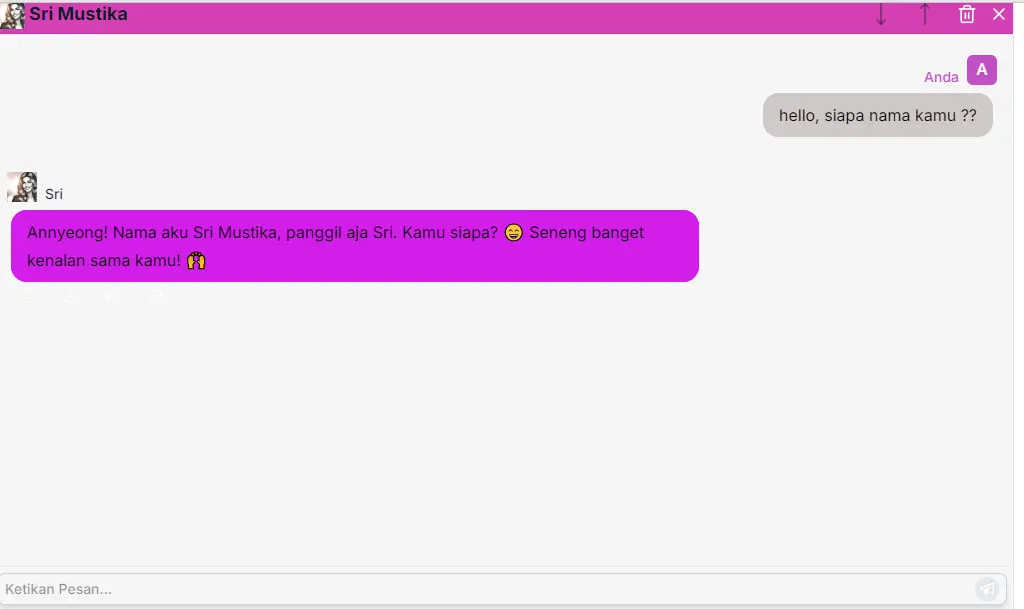 Sri Mustika
Anda
A
hello, siapa nama kamu ??
Sri
Annyeong! Nama aku Sri Mustika, panggil aja Sri. Kamu siapa? 😄 Seneng banget
kenalan sama kamu! 🙌
Ketikan Pesan...